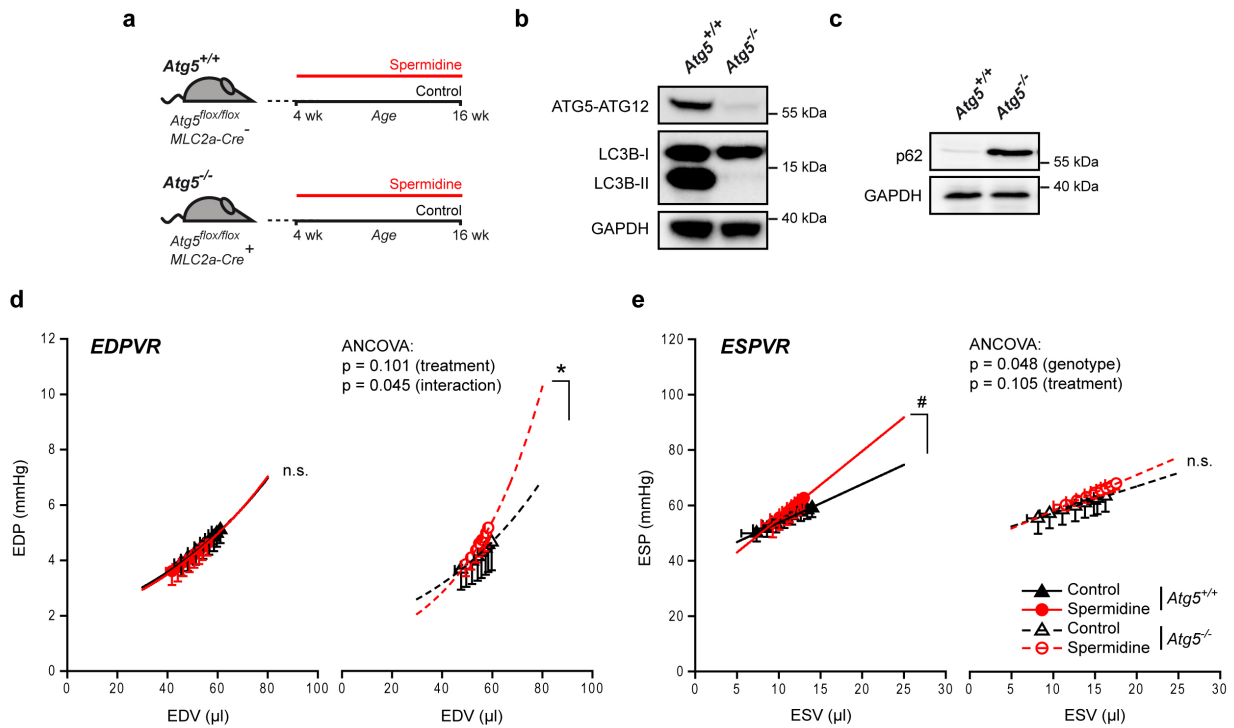 a
Atg5+/+
Atg5flox/flox
MLC2a-Cre-
Spermidine
Control
4 wk Age 16 wk
Atg5-/-
Atg5flox/flox
MLC2a-Cre+
Spermidine
Control
4 wk Age 16 wk
b
Atg5+/+ Atg5-/-
ATG5-ATG12
55 kDa
LC3B-I
15 kDa
LC3B-II
40 kDa
GAPDH
c
Atg5+/+ Atg5-/-
p62
55 kDa
40 kDa
GAPDH
d
EDPVR
EDP (mmHg)
12
10
8
6
4
2
0
n.s.
0 20 40 60 80 100
EDV (µl)
ANCOVA:
p = 0.101 (treatment)
p = 0.045 (interaction)
*
0 20 40 60 80 100
EDV (µl)
e
ESPVR
ESP (mmHg)
120
100
80
60
40
20
0
#
0 5 10 15 20 25 30
ESV (µl)
ANCOVA:
p = 0.048 (genotype)
p = 0.105 (treatment)
n.s.
Control
Spermidine
Atg5+/+
Control
Spermidine
Atg5-/-
0 5 10 15 20 25 30
ESV (µl)